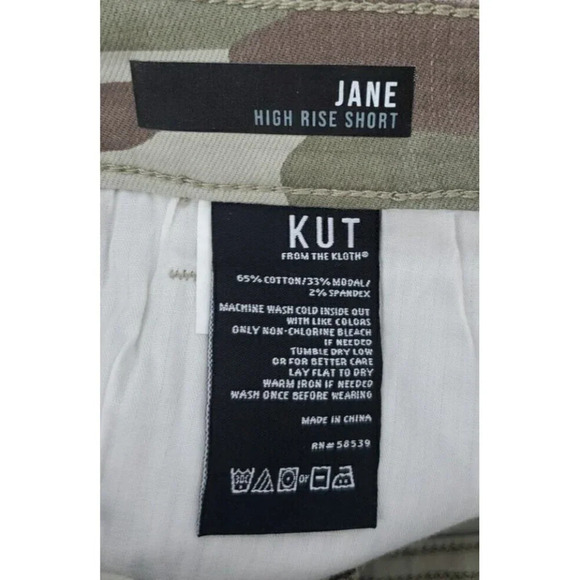 JANE
HIGH RISE SHORT
KUT
FROM THE KLOTH®
65% COTTON/33% MODAL/
2% SPANDEX
MACHINE WASH COLD INSIDE OUT
WITH LIKE COLORS
ONLY NON-CHLORINE BLEACH
IF NEEDED
TUMBLE DRY LOW
OR FOR BETTER CARE
LAY FLAT TO DRY
WARM IRON IF NEEDED
WASH ONCE BEFORE WEARING
MADE IN CHINA
RN# 58539
or